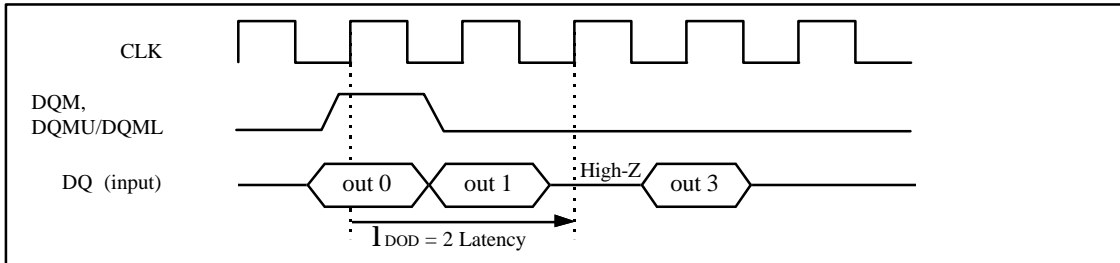 CLK
DQM,
DQMU/DQML
DQ (input)
out 0
out 1
High-Z
out 3
lDOD = 2 Latency